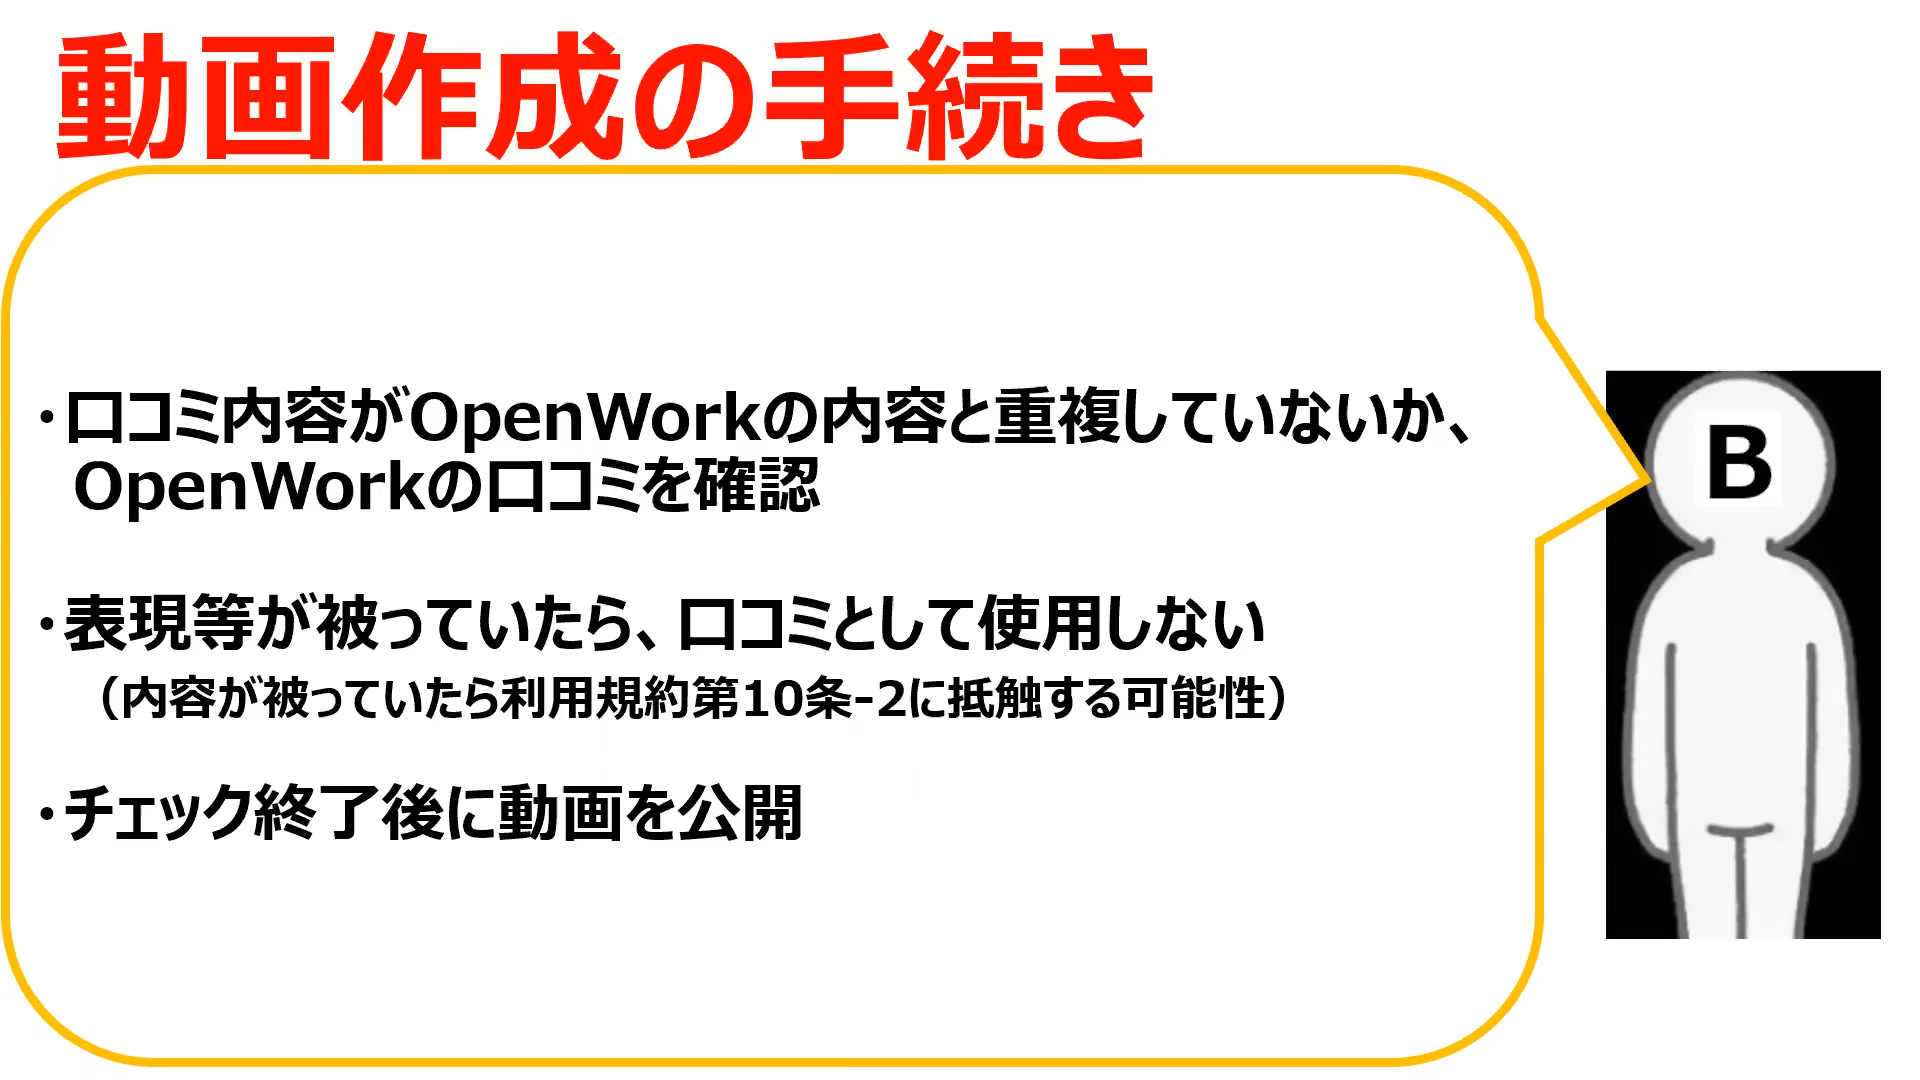 動画作成の手続き
・口コミ内容がOpenWorkの内容と重複していないか、
OpenWorkの口コミを確認
・表現等が被っていたら、口コミとして使用しない
（内容が被っていたら利用規約第10条-2に抵触する可能性）
・チェック終了後に動画を公開
B